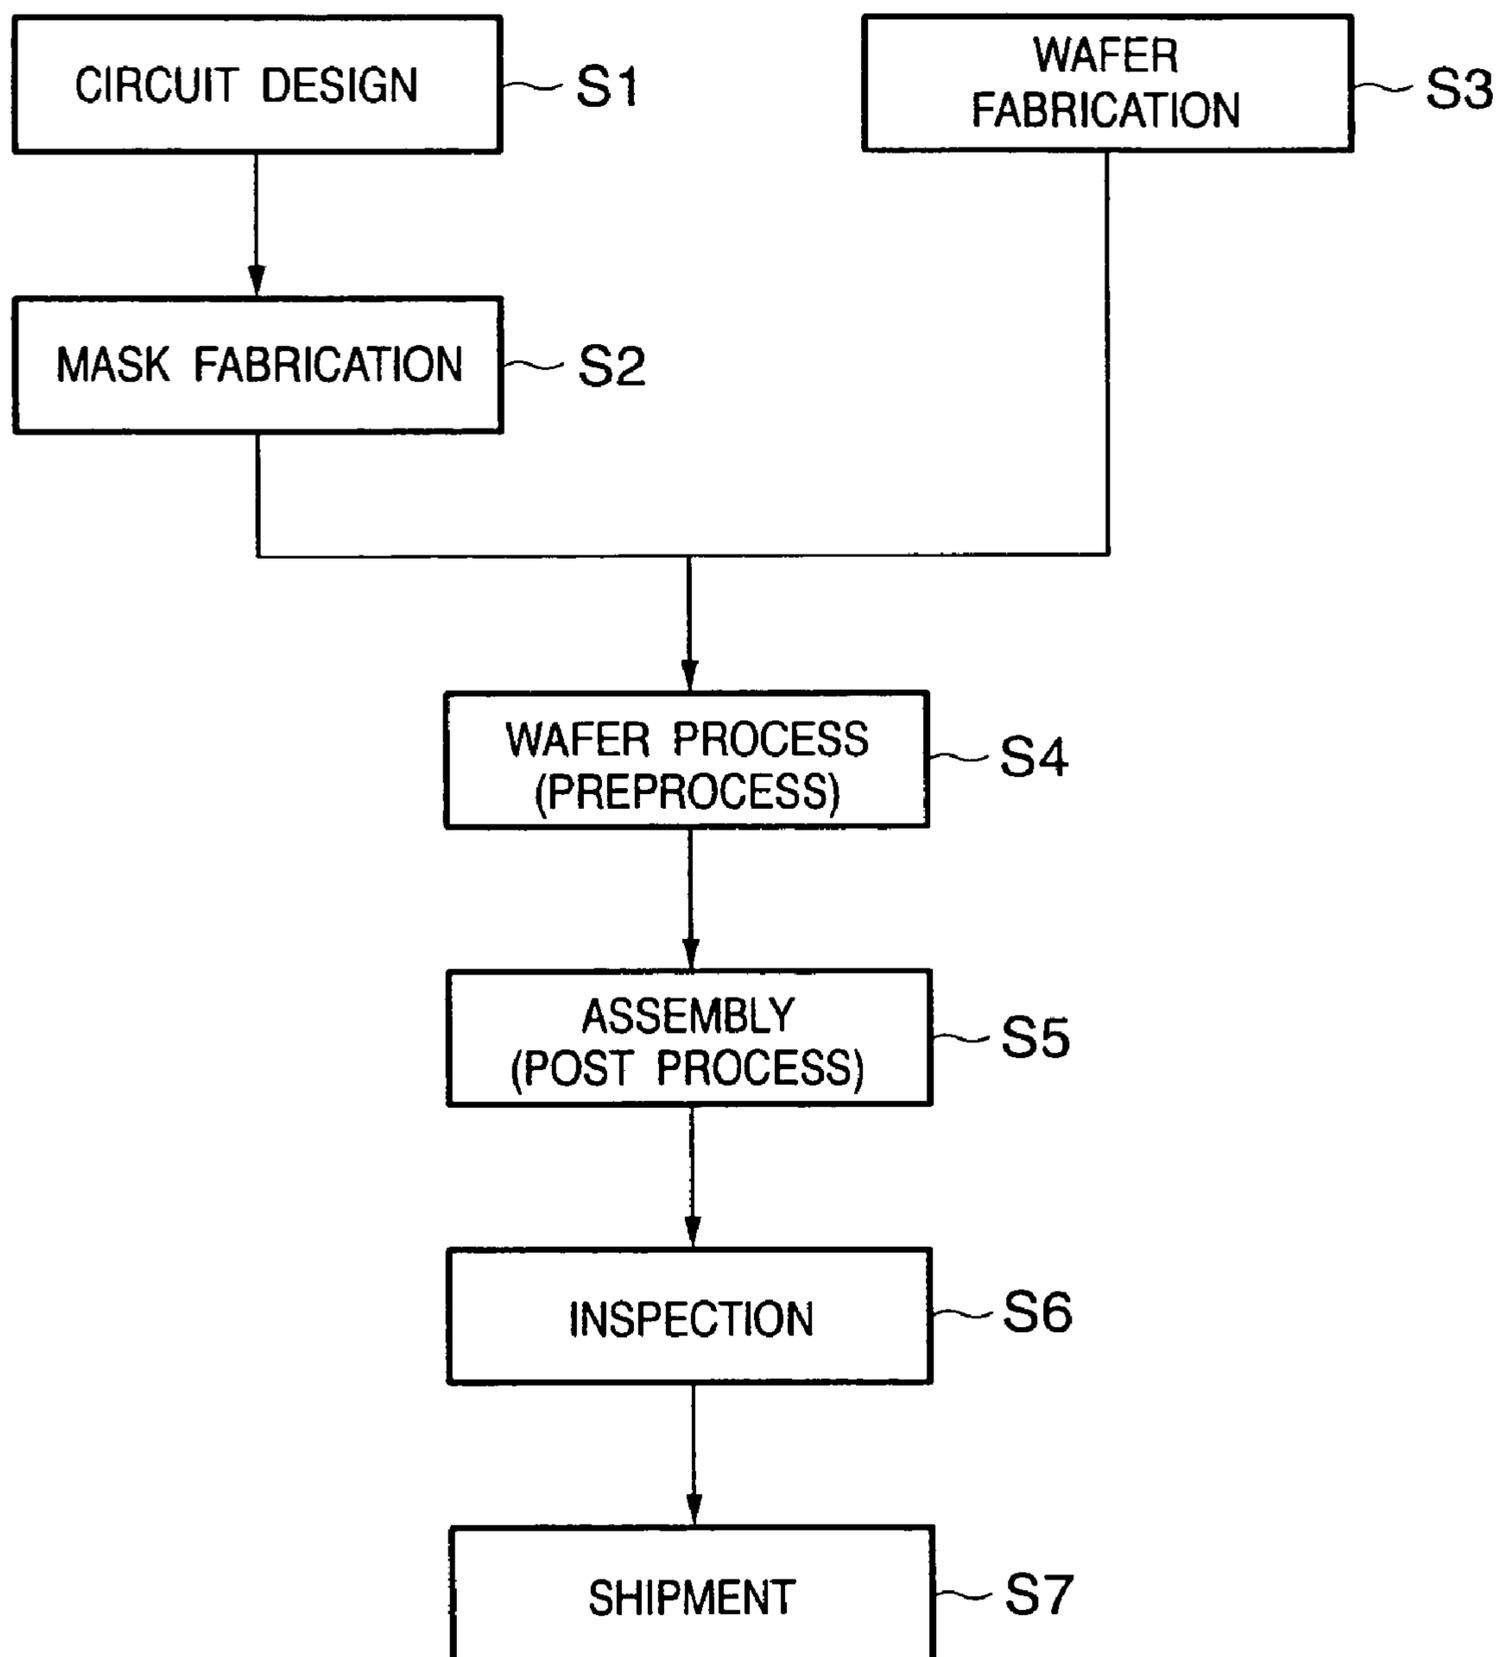 CIRCUIT DESIGN
S1
WAFER
FABRICATION
S3
MASK FABRICATION
S2
WAFER PROCESS
(PREPROCESS)
S4
ASSEMBLY
(POST PROCESS)
S5
INSPECTION
S6
SHIPMENT
S7